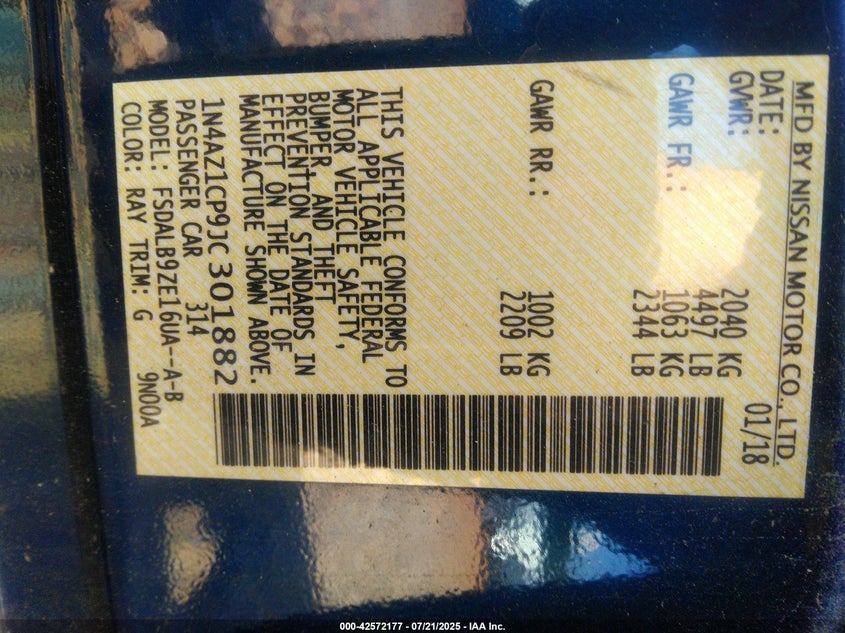 MFD BY NISSAN MOTOR CO., LTD.
DATE: 01/18
GVWR: 2040 KG
4497 LB
GAWR FR.: 1063 KG
2344 LB
GAWR RR.: 1002 KG
2209 LB
THIS VEHICLE CONFORMS TO
ALL APPLICABLE FEDERAL
MOTOR VEHICLE SAFETY,
BUMPER, AND THEFT
PREVENTION STANDARDS IN
EFFECT ON THE DATE OF
MANUFACTURE SHOWN ABOVE.
1N4AZ1CP9JC301882
PASSENGER CAR 314
MODEL: FSDALB9ZE16UA--A-B
COLOR: RAY TRIM: G 9N00A
000-42572177 - 07/21/2025 - IAA Inc.